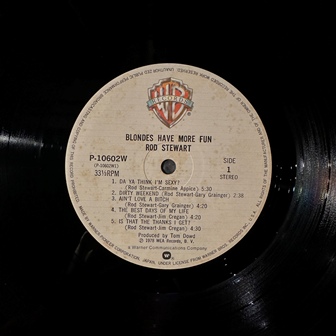 WB
RECORDS
BLONDES HAVE MORE FUN
ROD STEWART
P-10602W
(P-10602W1)
33⅓RPM
SIDE
1
STEREO
1. DA YA THINK I'M SEXY?
(Rod Stewart-Carmine Appice) 5:30
2. DIRTY WEEKEND (Rod Stewart-Gary Grainger) 2:36
3. AIN'T LOVE A BITCH
(Rod Stewart-Gary Grainger) 4:20
4. THE BEST DAYS OF MY LIFE
(Rod Stewart-Jim Cregan) 4:20
5. IS THAT THE THANKS I GET?
(Rod Stewart-Jim Cregan) 4:30
Produced by Tom Dowd
℗ 1978 WEA Records, N. V.
a Warner Communications Company